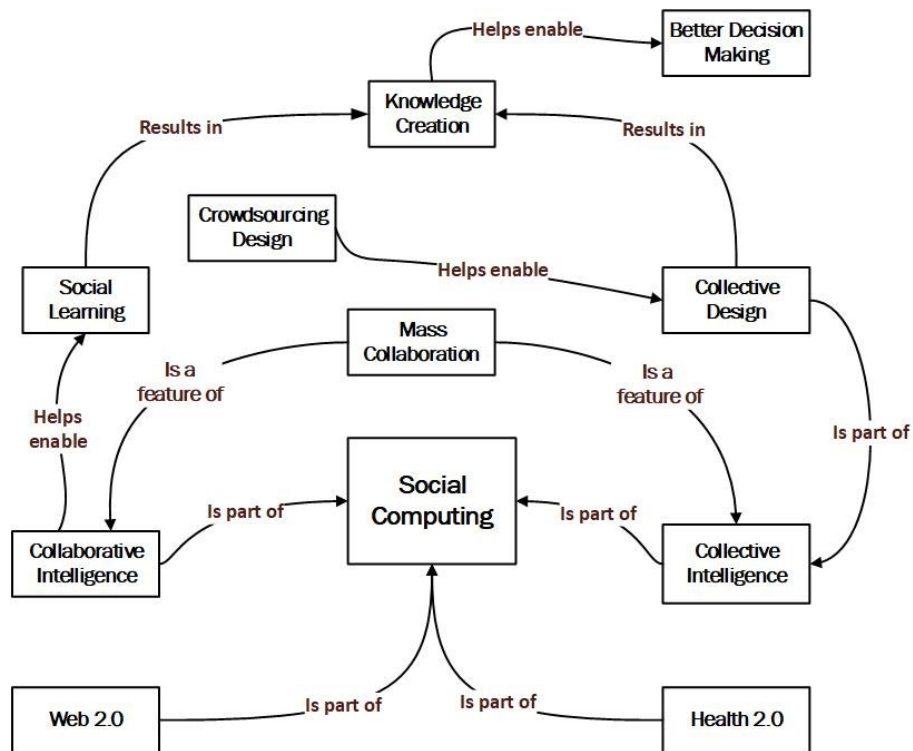 Helps enable
Better Decision
Making
Knowledge
Creation
Results in
Results in
Crowdsourcing
Design
Helps enable
Social
Learning
Collective
Design
Mass
Collaboration
Is a
feature of
Is a
feature of
Helps
enable
Is part of
Social
Computing
Is part of
Is part of
Collaborative
Intelligence
Collective
Intelligence
Is part of
Is part of
Web 2.0
Health 2.0